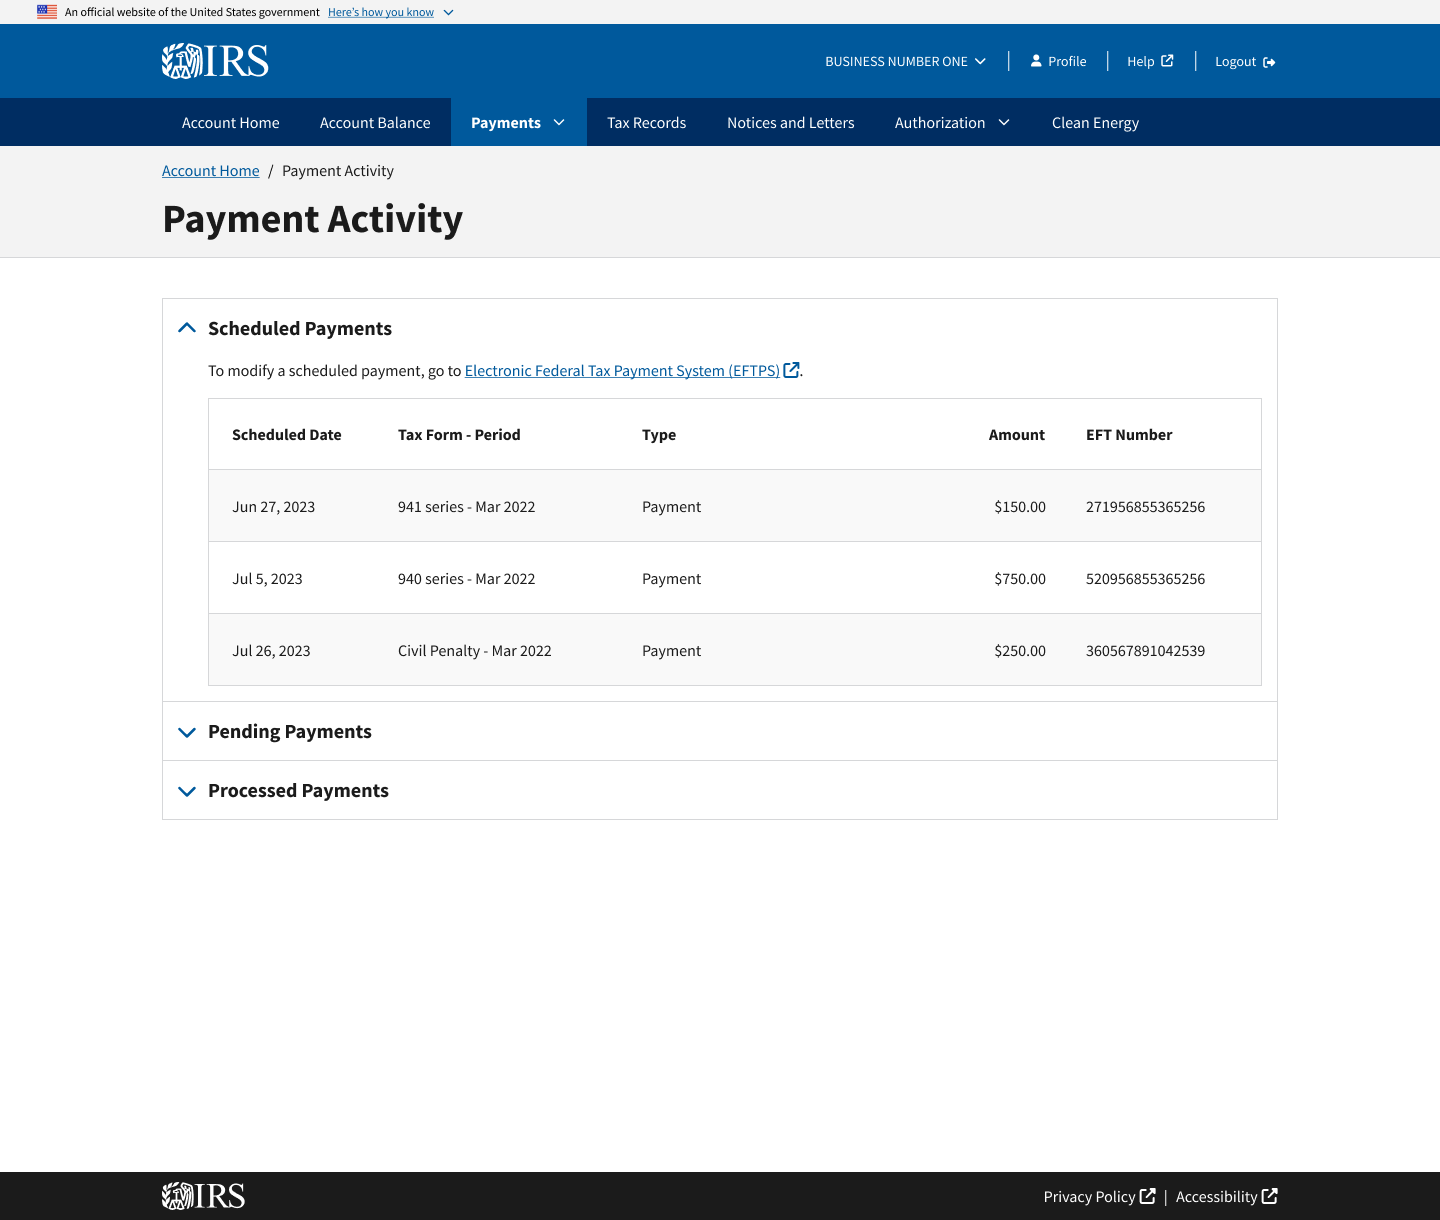 An official website of the United States government Here's how you know
IRS
BUSINESS NUMBER ONE Profile Help Logout
Account Home Account Balance Payments Tax Records Notices and Letters Authorization Clean Energy
Account Home / Payment Activity
Payment Activity
Scheduled Payments
To modify a scheduled payment, go to Electronic Federal Tax Payment System (EFTPS).
Scheduled Date Tax Form - Period Type Amount EFT Number
Jun 27, 2023 941 series - Mar 2022 Payment $150.00 271956855365256
Jul 5, 2023 940 series - Mar 2022 Payment $750.00 520956855365256
Jul 26, 2023 Civil Penalty - Mar 2022 Payment $250.00 360567891042539
Pending Payments
Processed Payments
IRS
Privacy Policy | Accessibility